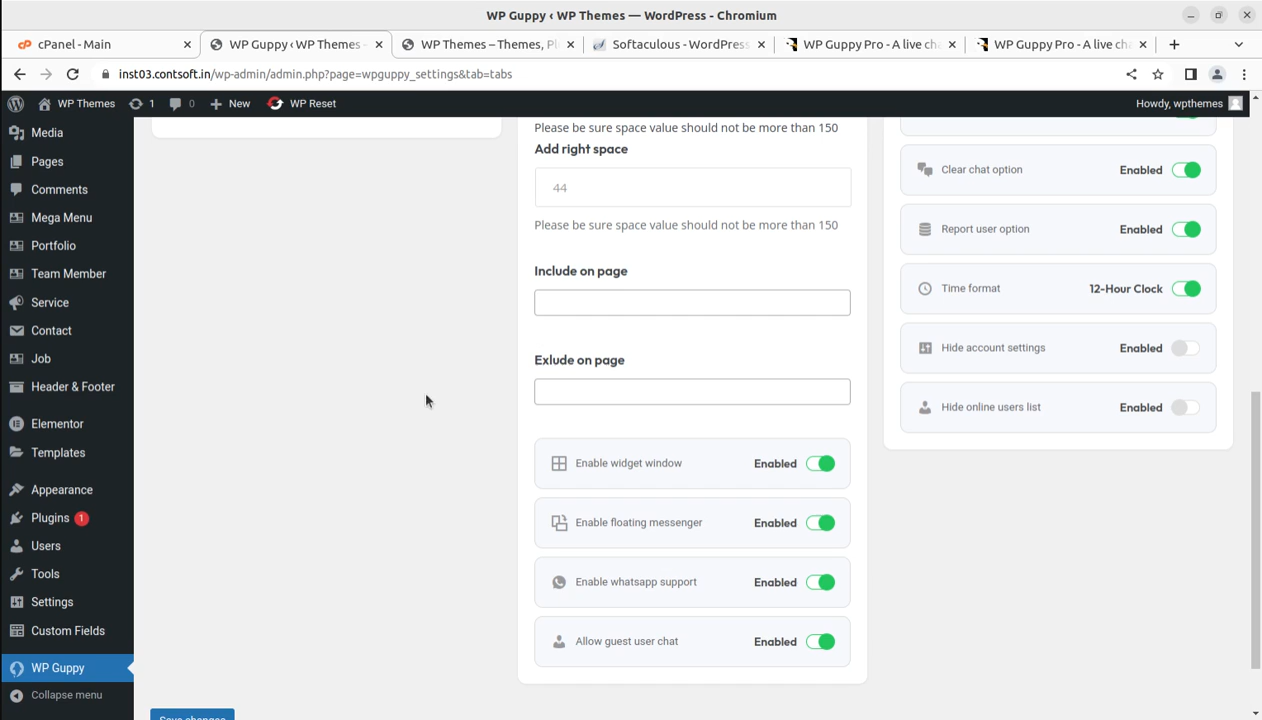 WP Guppy ‹ WP Themes — WordPress - Chromium
cPanel - Main
WP Guppy ‹ WP Themes -
WP Themes – Themes, Pl
Softaculous - WordPress
WP Guppy Pro - A live ch
WP Guppy Pro - A live ch
inst03.contsoft.in/wp-admin/admin.php?page=wpguppy_settings&tab=tabs
WP Themes
1
0
New
WP Reset
Howdy, wpthemes
Media
Pages
Comments
Mega Menu
Portfolio
Team Member
Service
Contact
Job
Header & Footer
Elementor
Templates
Appearance
Plugins 1
Users
Tools
Settings
Custom Fields
WP Guppy
Collapse menu
Please be sure space value should not be more than 150
Add right space
44
Please be sure space value should not be more than 150
Include on page
Exlude on page
Enable widget window Enabled
Enable floating messenger Enabled
Enable whatsapp support Enabled
Allow guest user chat Enabled
Save changes
Clear chat option Enabled
Report user option Enabled
Time format 12-Hour Clock
Hide account settings Enabled
Hide online users list Enabled